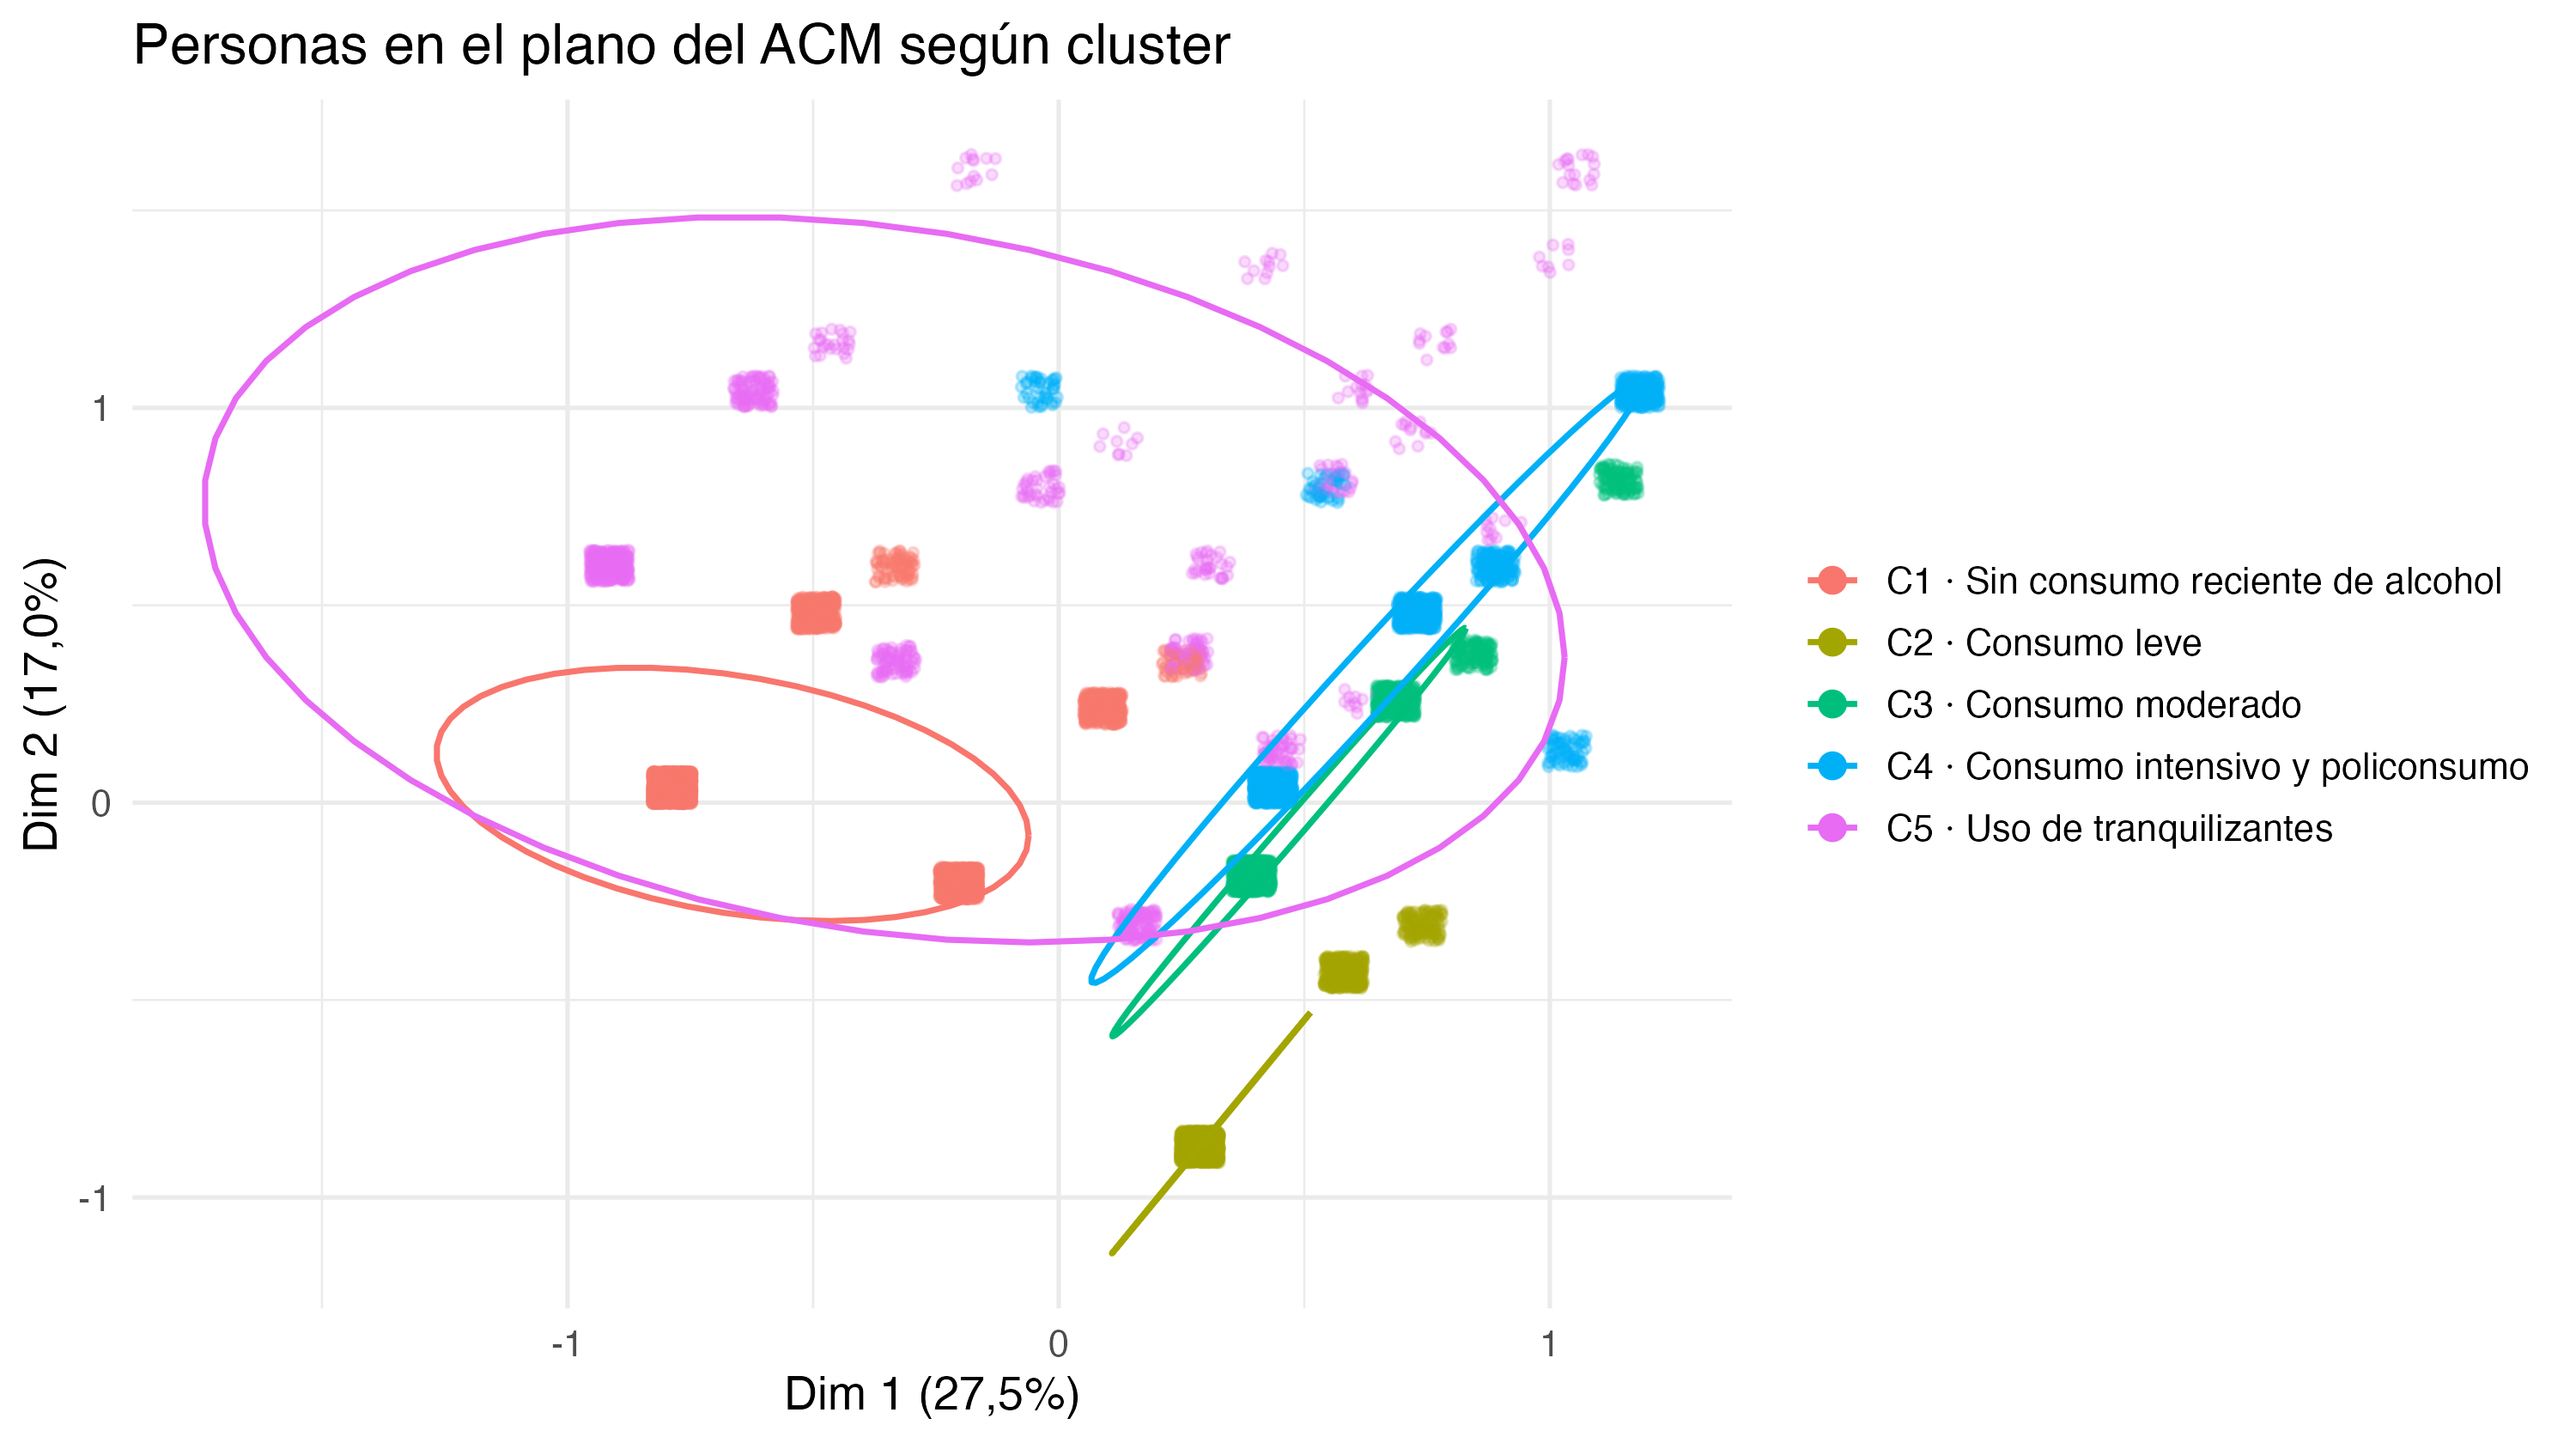 Personas en el plano del ACM según cluster
Dim 2 (17,0%)
1
0
-1
-1
0
1
Dim 1 (27,5%)
C1 · Sin consumo reciente de alcohol
C2 · Consumo leve
C3 · Consumo moderado
C4 · Consumo intensivo y policonsumo
C5 · Uso de tranquilizantes